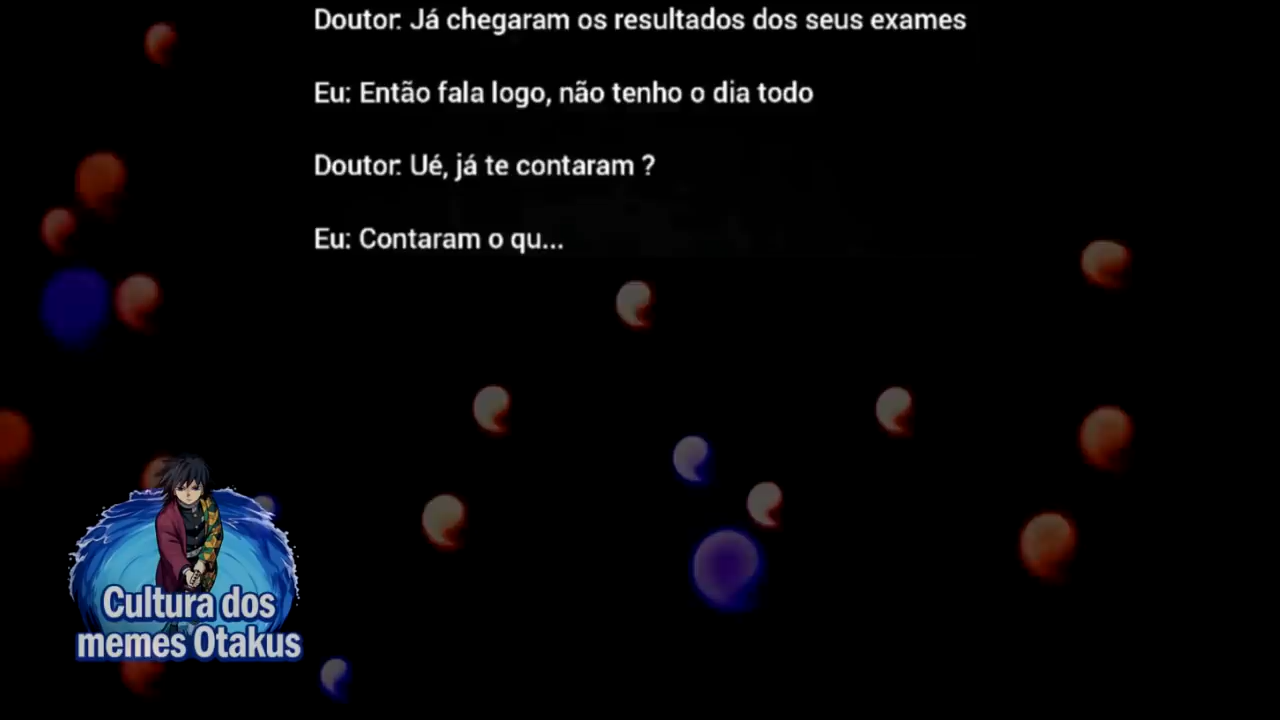 Doutor: Já chegaram os resultados dos seus exames
Eu: Então fala logo, não tenho o dia todo
Doutor: Ué, já te contaram ?
Eu: Contaram o qu...
Cultura dos
memes Otakus